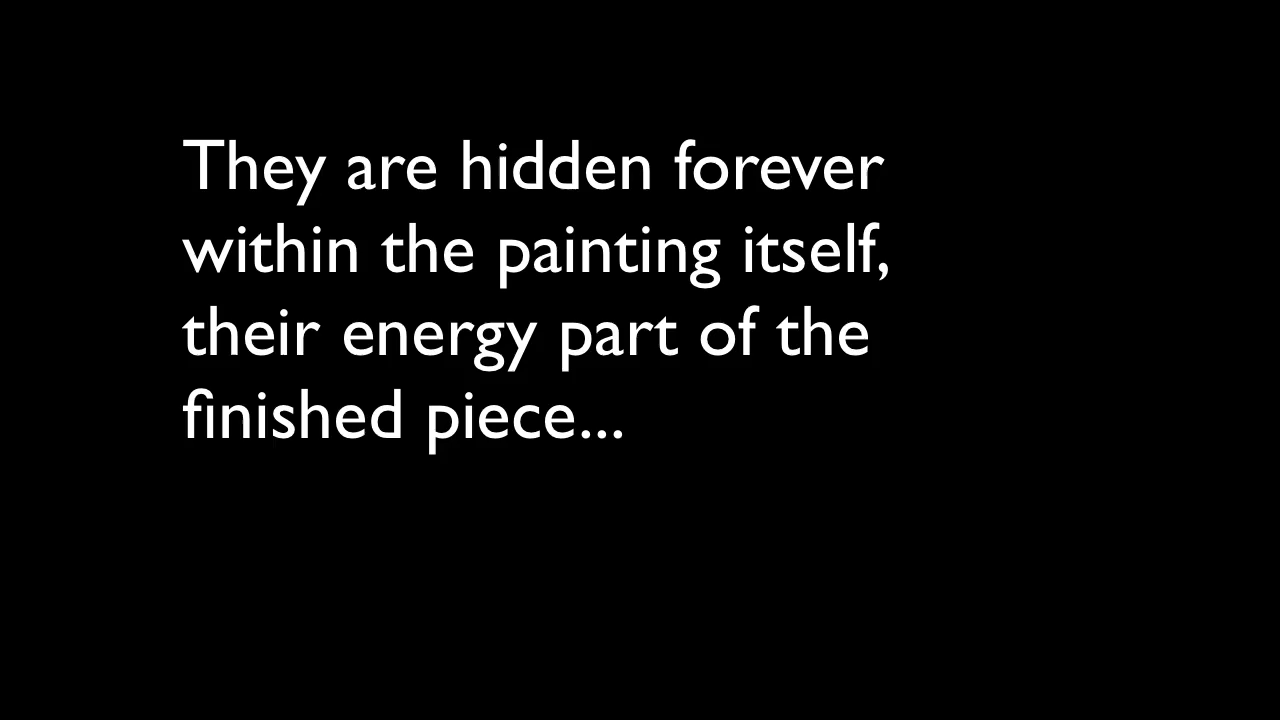 They are hidden forever
within the painting itself,
their energy part of the
finished piece...